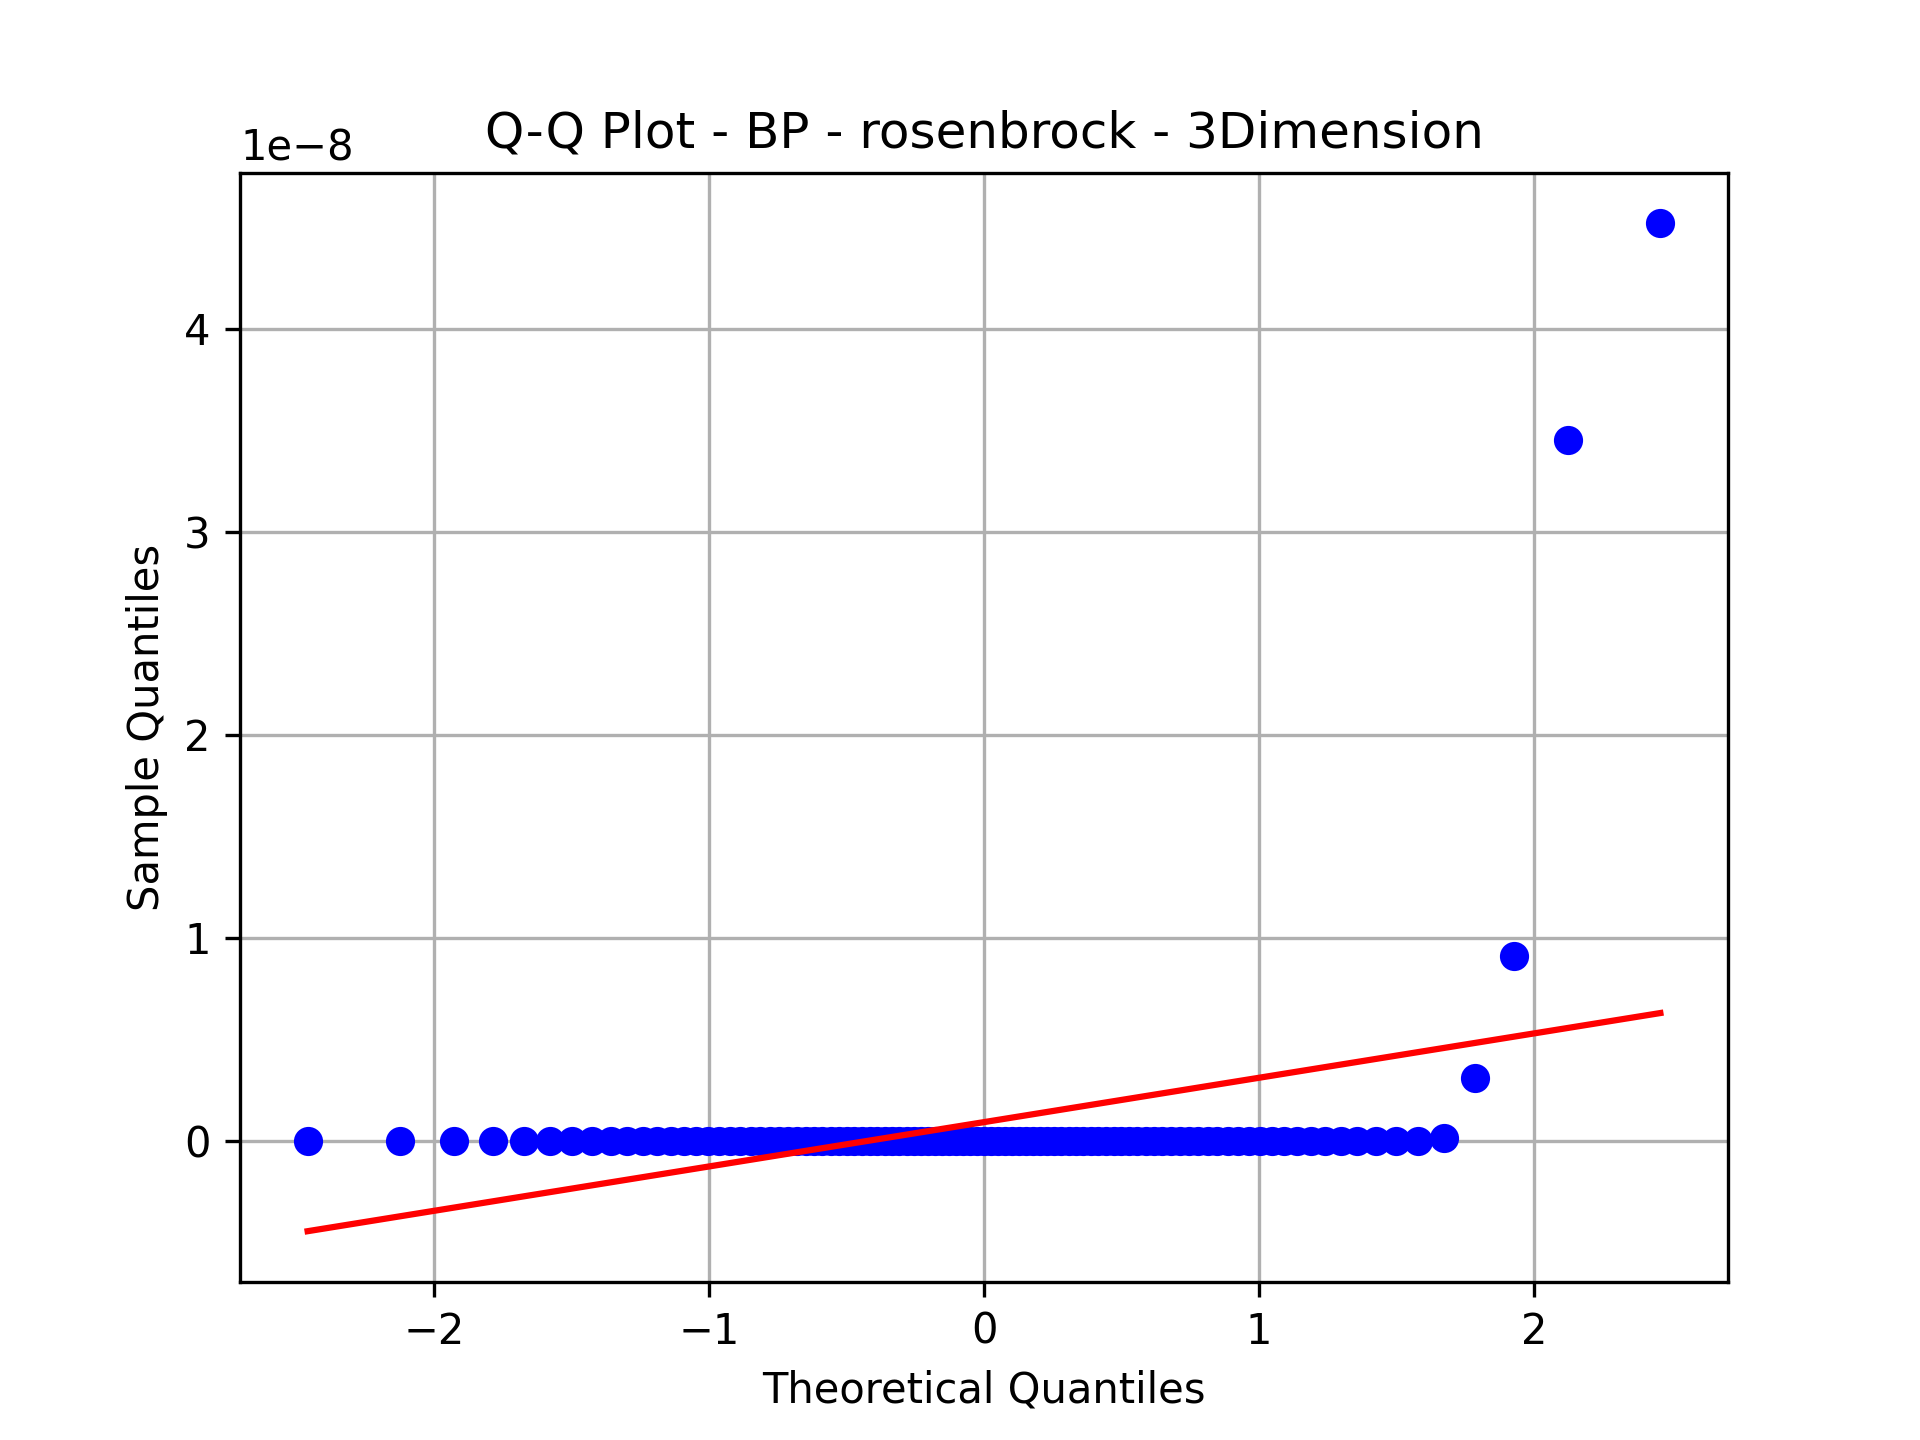 Q-Q Plot - BP - rosenbrock - 3Dimension
1e−8
4
3
2
1
0
Sample Quantiles
−2
−1
0
1
2
Theoretical Quantiles